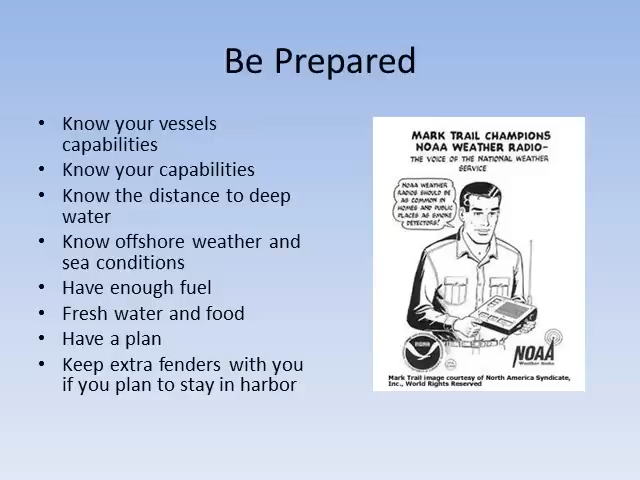 Be Prepared
• Know your vessels
capabilities
• Know your capabilities
• Know the distance to deep
water
• Know offshore weather and
sea conditions
• Have enough fuel
• Fresh water and food
• Have a plan
• Keep extra fenders with you
if you plan to stay in harbor
MARK TRAIL CHAMPIONS
NOAA WEATHER RADIO-
THE VOICE OF THE NATIONAL WEATHER
SERVICE
NOAA WEATHER
RADIOS SHOULD BE
AS COMMON IN
HOMES AND PUBLIC
PLACES AS SMOKE
DETECTORS!
NOAA
NOAA
Weather Radio
Mark Trail image courtesy of North America Syndicate,
Inc., World Rights Reserved